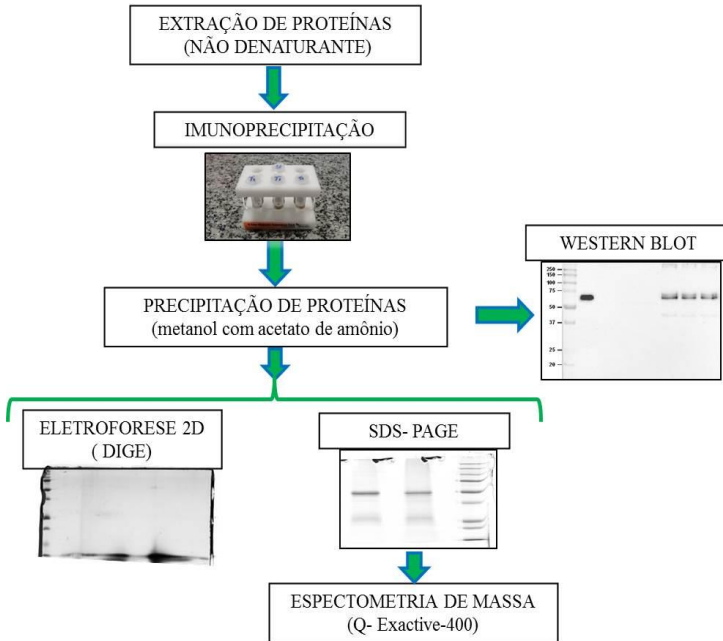 EXTRAÇÃO DE PROTEÍNAS
(NÃO DENATURANTE)
IMUNOPRECIPITAÇÃO
PRECIPITAÇÃO DE PROTEÍNAS
(metanol com acetato de amônio)
WESTERN BLOT
250
150
100
75
50
37
25
20
ELETROFORESE 2D
( DIGE)
SDS- PAGE
ESPECTOMETRIA DE MASSA
(Q- Exactive-400)